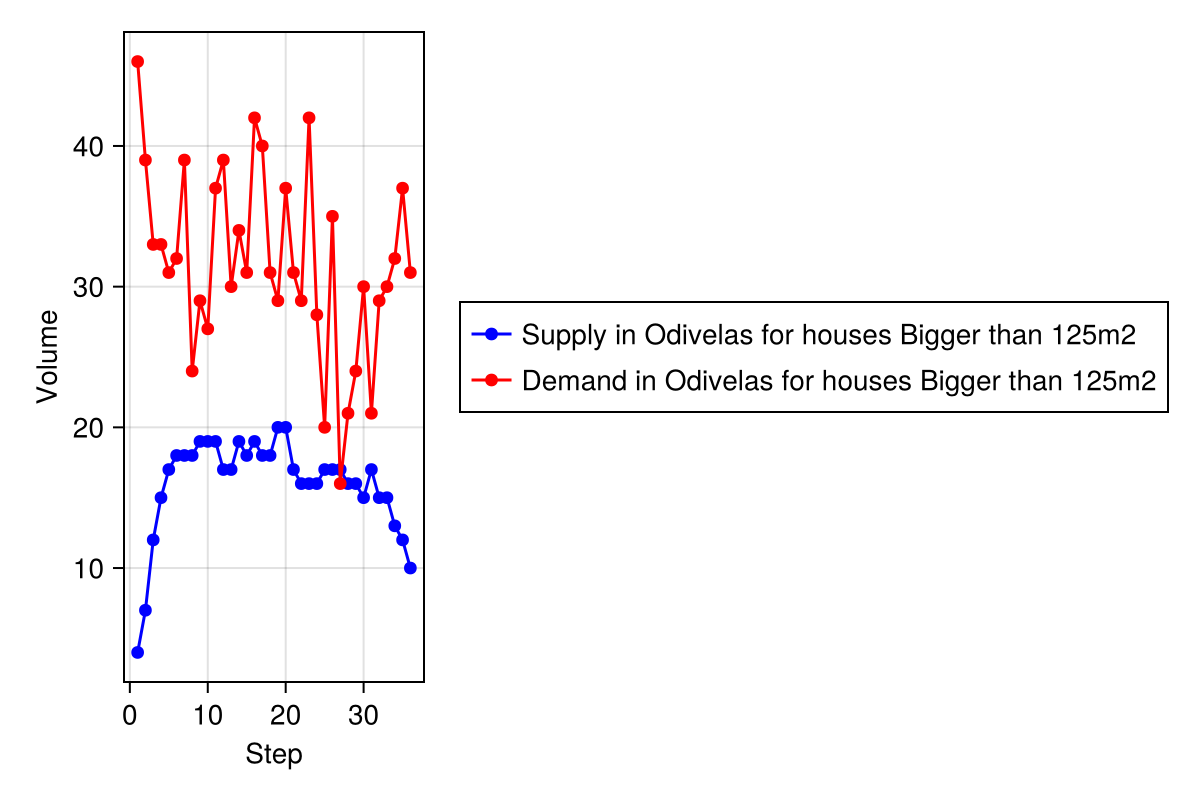 40
30
20
10
Volume
0 10 20 30
Step
Supply in Odivelas for houses Bigger than 125m2
Demand in Odivelas for houses Bigger than 125m2